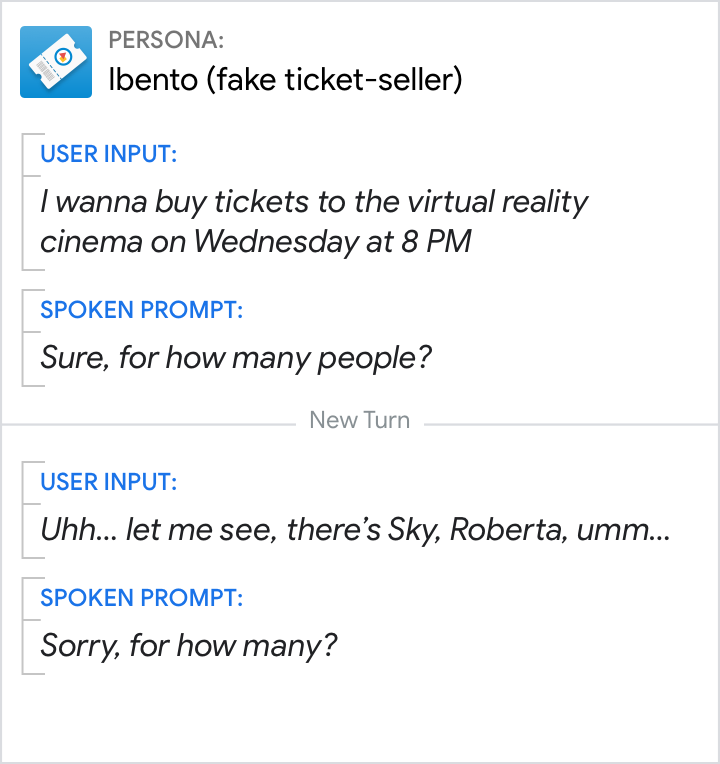 PERSONA:
Ibento (fake ticket-seller)
USER INPUT:
I wanna buy tickets to the virtual reality
cinema on Wednesday at 8 PM
SPOKEN PROMPT:
Sure, for how many people?
New Turn
USER INPUT:
Uhh... let me see, there’s Sky, Roberta, umm...
SPOKEN PROMPT:
Sorry, for how many?